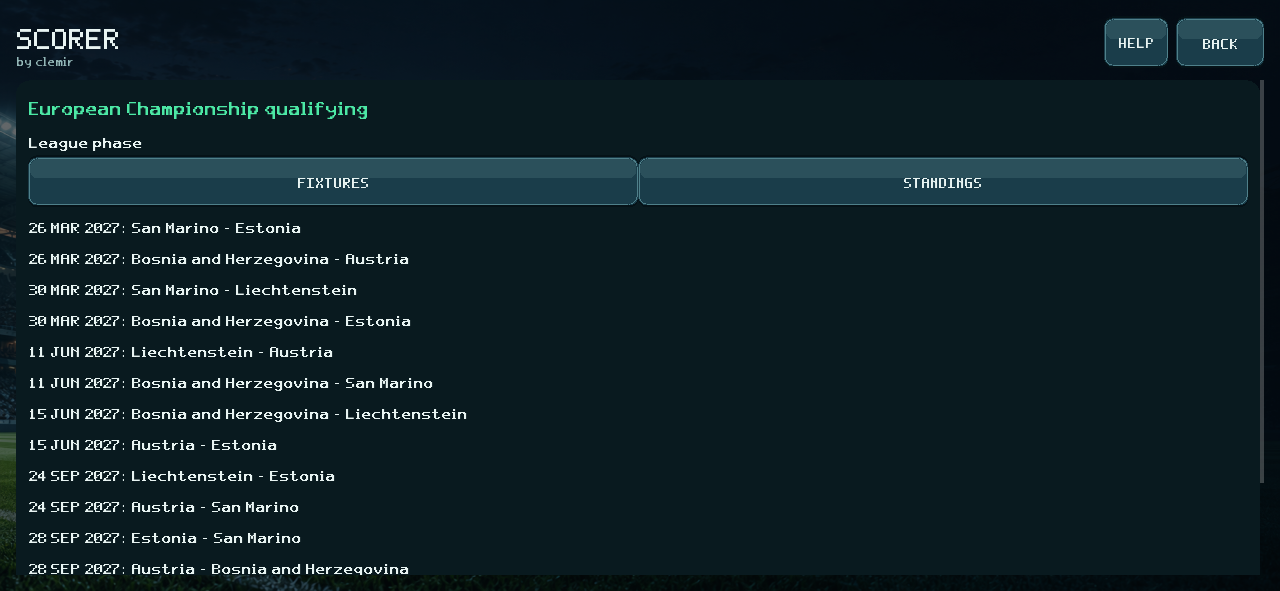 SCORER
by clemir
HELP
BACK
European Championship qualifying
League phase
FIXTURES
STANDINGS
26 MAR 2027: San Marino - Estonia
26 MAR 2027: Bosnia and Herzegovina - Austria
30 MAR 2027: San Marino - Liechtenstein
30 MAR 2027: Bosnia and Herzegovina - Estonia
11 JUN 2027: Liechtenstein - Austria
11 JUN 2027: Bosnia and Herzegovina - San Marino
15 JUN 2027: Bosnia and Herzegovina - Liechtenstein
15 JUN 2027: Austria - Estonia
24 SEP 2027: Liechtenstein - Estonia
24 SEP 2027: Austria - San Marino
28 SEP 2027: Estonia - San Marino
28 SEP 2027: Austria - Bosnia and Herzegovina